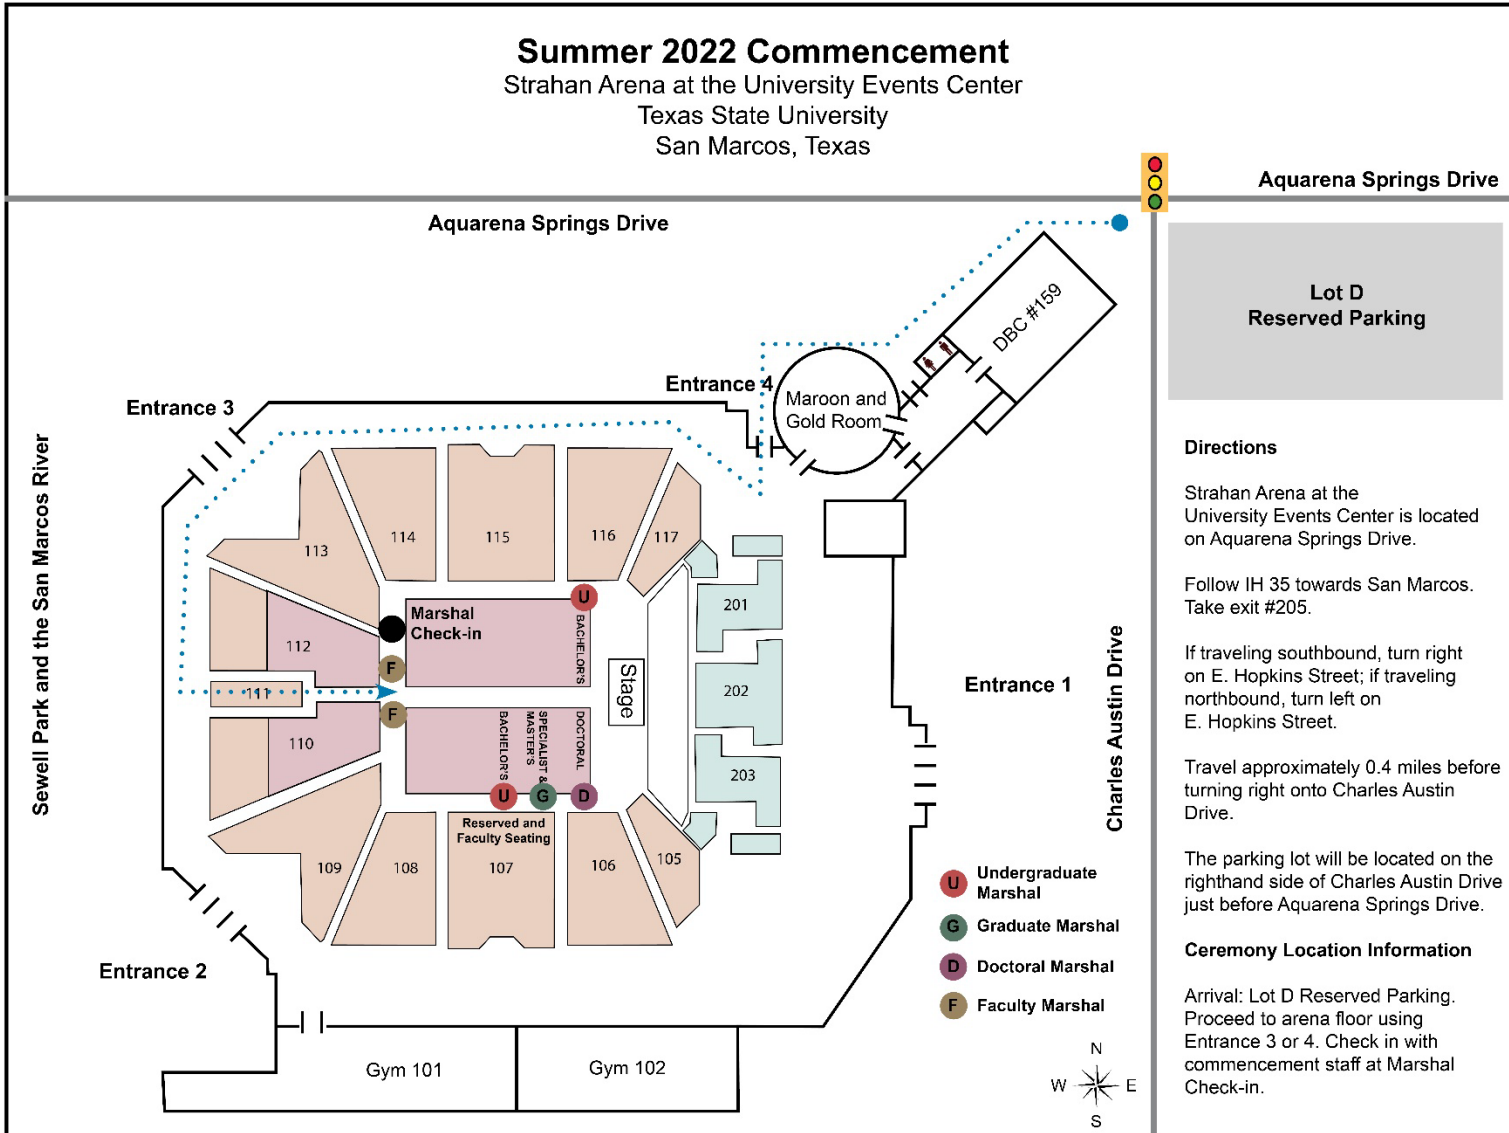 Summer 2022 Commencement
Strahan Arena at the University Events Center
Texas State University
San Marcos, Texas
Aquarena Springs Drive
Aquarena Springs Drive
Lot D
Reserved Parking
DBC #159
Entrance 4
Maroon and
Gold Room
Entrance 3
Sewell Park and the San Marcos River
113
114
115
116
117
112
111
110
109
108
107
106
105
201
202
203
Marshal
Check-in
U
BACHELOR'S
F
F
Stage
BACHELOR'S
SPECIALIST &
MASTER'S
DOCTORAL
U
G
D
Reserved and
Faculty Seating
Entrance 1
Charles Austin Drive
Entrance 2
Gym 101
Gym 102
U
Undergraduate
Marshal
G
Graduate Marshal
D
Doctoral Marshal
F
Faculty Marshal
N
W
E
S
Directions
Strahan Arena at the
University Events Center is located
on Aquarena Springs Drive.
Follow IH 35 towards San Marcos.
Take exit #205.
If traveling southbound, turn right
on E. Hopkins Street; if traveling
northbound, turn left on
E. Hopkins Street.
Travel approximately 0.4 miles before
turning right onto Charles Austin
Drive.
The parking lot will be located on the
righthand side of Charles Austin Drive
just before Aquarena Springs Drive.
Ceremony Location Information
Arrival: Lot D Reserved Parking.
Proceed to arena floor using
Entrance 3 or 4. Check in with
commencement staff at Marshal
Check-in.